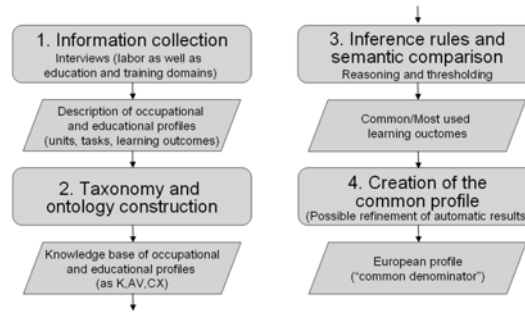 1. Information collection
Interviews (labor as well as
education and training domains)
Description of occupational
and educational profiles
(units, tasks, learning outcomes)
2. Taxonomy and
ontology construction
Knowledge base of occupational
and educational profiles
(as K,AV,CX)
3. Inference rules and
semantic comparison
Reasoning and thresholding
Common/Most used
learning ouctomes
4. Creation of the
common profile
(Possible refinement of automatic results
European profile
("common denominator")